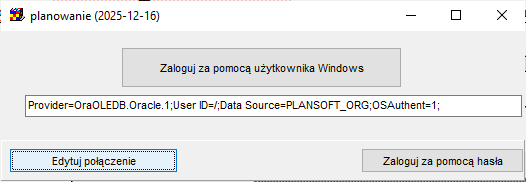 planowanie (2025-12-16)
Zaloguj za pomocą użytkownika Windows
Provider=OraOLEDB.Oracle.1;User ID=/;Data Source=PLANSOFT_ORG;OSAuthent=1;
Edytuj połączenie
Zaloguj za pomocą hasła